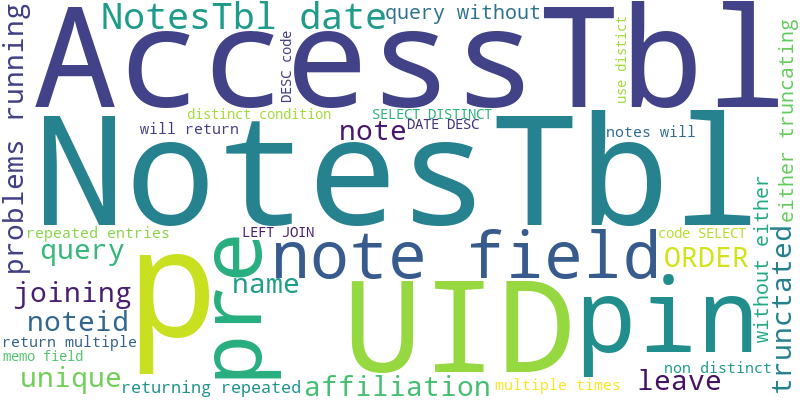 NotesTbl date
query without
AccessTbl
problems running
DESC code
use distict
either truncating
distinct condition
SELECT DISTINCT
will return
note
DATE DESC
notes will
NotesTbl
repeated entries
LEFT JOIN
code SELECT
query
p
pre
note field
ORDER
without either
joining
name
UID
pin
trunctated
noteid
return multiple
memo field
unique
returning repeated
affiliation
multiple times
non distinct
leave